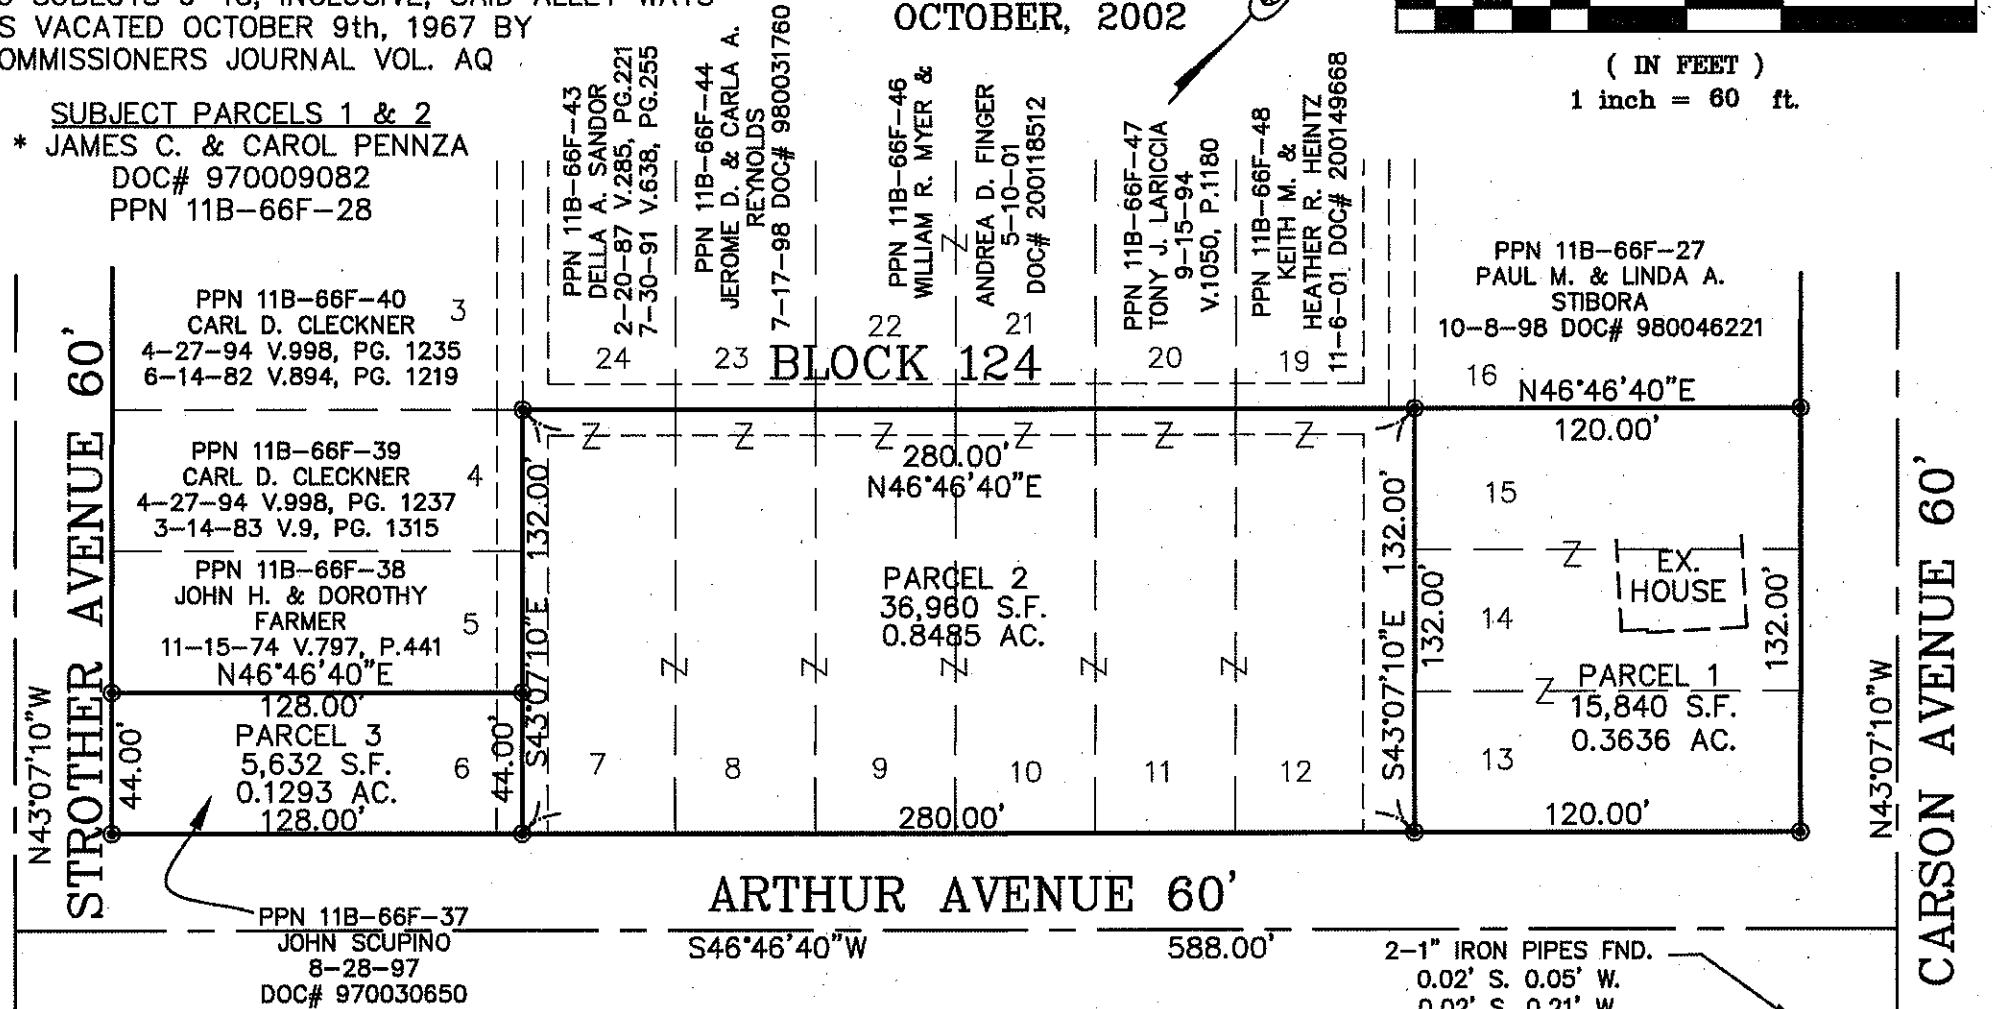 S VACATED OCTOBER 9th, 1967 BY
OMMISSIONERS JOURNAL VOL. AQ
OCTOBER, 2002
( IN FEET )
1 inch = 60 ft.
SUBJECT PARCELS 1 & 2
* JAMES C. & CAROL PENNZA
DOC# 970009082
PPN 11B-66F-28
PPN 11B-66F-43
DELLA A. SANDOR
2-20-87 V.285, PG.221
7-30-91 V.638, PG.255
PPN 11B-66F-44
JEROME D. & CARLA A.
REYNOLDS
7-17-98 DOC# 980031760
PPN 11B-66F-46
WILLIAM R. MYER &
ANDREA D. FINGER
5-10-01
DOC# 200118512
Z
PPN 11B-66F-47
TONY J. LARICCIA
9-15-94
V.1050, P.1180
PPN 11B-66F-48
KEITH M. &
HEATHER R. HEINTZ
11-6-01 DOC# 200149668
PPN 11B-66F-27
PAUL M. & LINDA A.
STIBORA
10-8-98 DOC# 980046221
PPN 11B-66F-40
CARL D. CLECKNER
4-27-94 V.998, PG. 1235
6-14-82 V.894, PG. 1219
3
24
23
22
21
20
19
16
BLOCK 124
N46°46'40"E
120.00'
PPN 11B-66F-39
CARL D. CLECKNER
4-27-94 V.998, PG. 1237
3-14-83 V.9, PG. 1315
4
Z Z Z Z Z Z
280.00'
N46°46'40"E
15
PPN 11B-66F-38
JOHN H. & DOROTHY
FARMER
11-15-74 V.797, P.441
5
N46°46'40"E
128.00'
PARCEL 3
5,632 S.F.
0.1293 AC.
128.00'
6
44.00'
44.00'
S43°07'10"E 132.00'
PARCEL 2
36,960 S.F.
0.8485 AC.
Z Z Z Z Z
7
8
9
10
11
12
280.00'
S43°07'10"E 132.00'
132.00'
Z
EX.
HOUSE
14
132.00'
Z
PARCEL 1
15,840 S.F.
0.3636 AC.
13
120.00'
STROTHER AVENUE 60'
N43°07'10"W
CARSON AVENUE 60'
N43°07'10"W
ARTHUR AVENUE 60'
S46°46'40"W
588.00'
PPN 11B-66F-37
JOHN SCUPINO
8-28-97
DOC# 970030650
2-1" IRON PIPES FND.
0.02' S. 0.05' W.
0.02' S. 0.21' W.